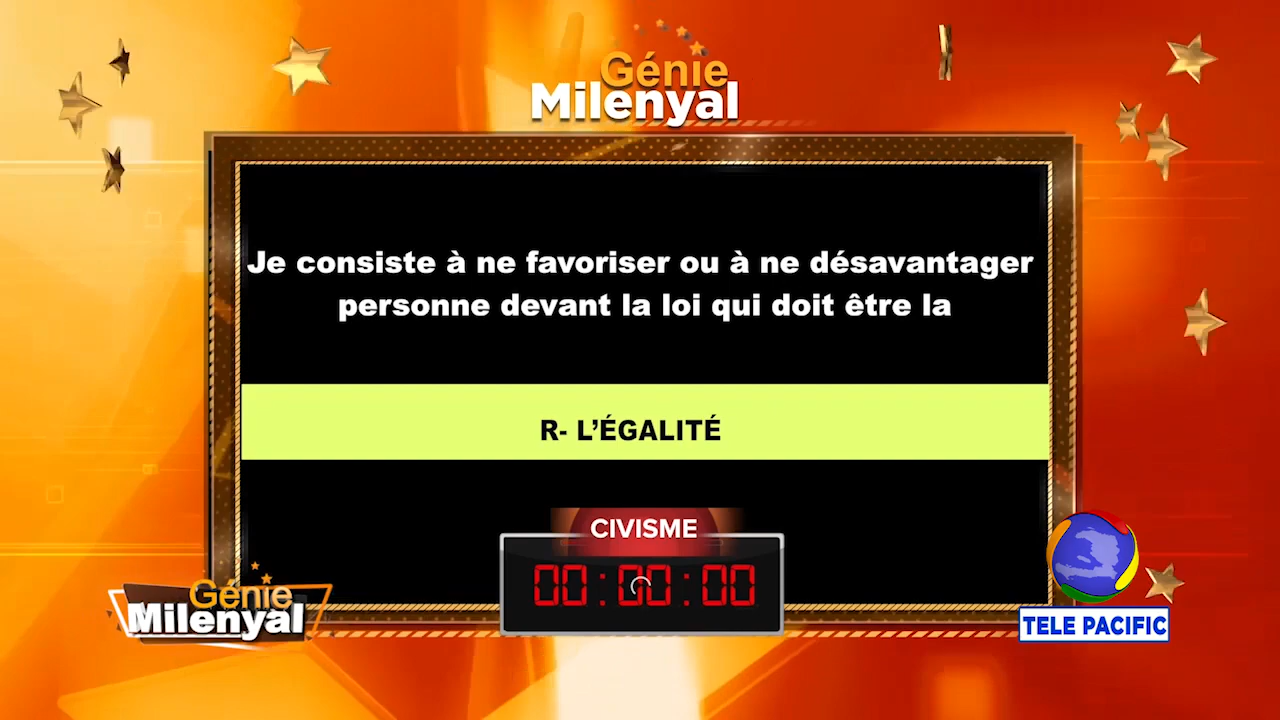 Génie
Milenyal
Je consiste à ne favoriser ou à ne désavantager
personne devant la loi qui doit être la
R- L’ÉGALITÉ
CIVISME
00:00:00
Génie
Milenyal
TELE PACIFIC